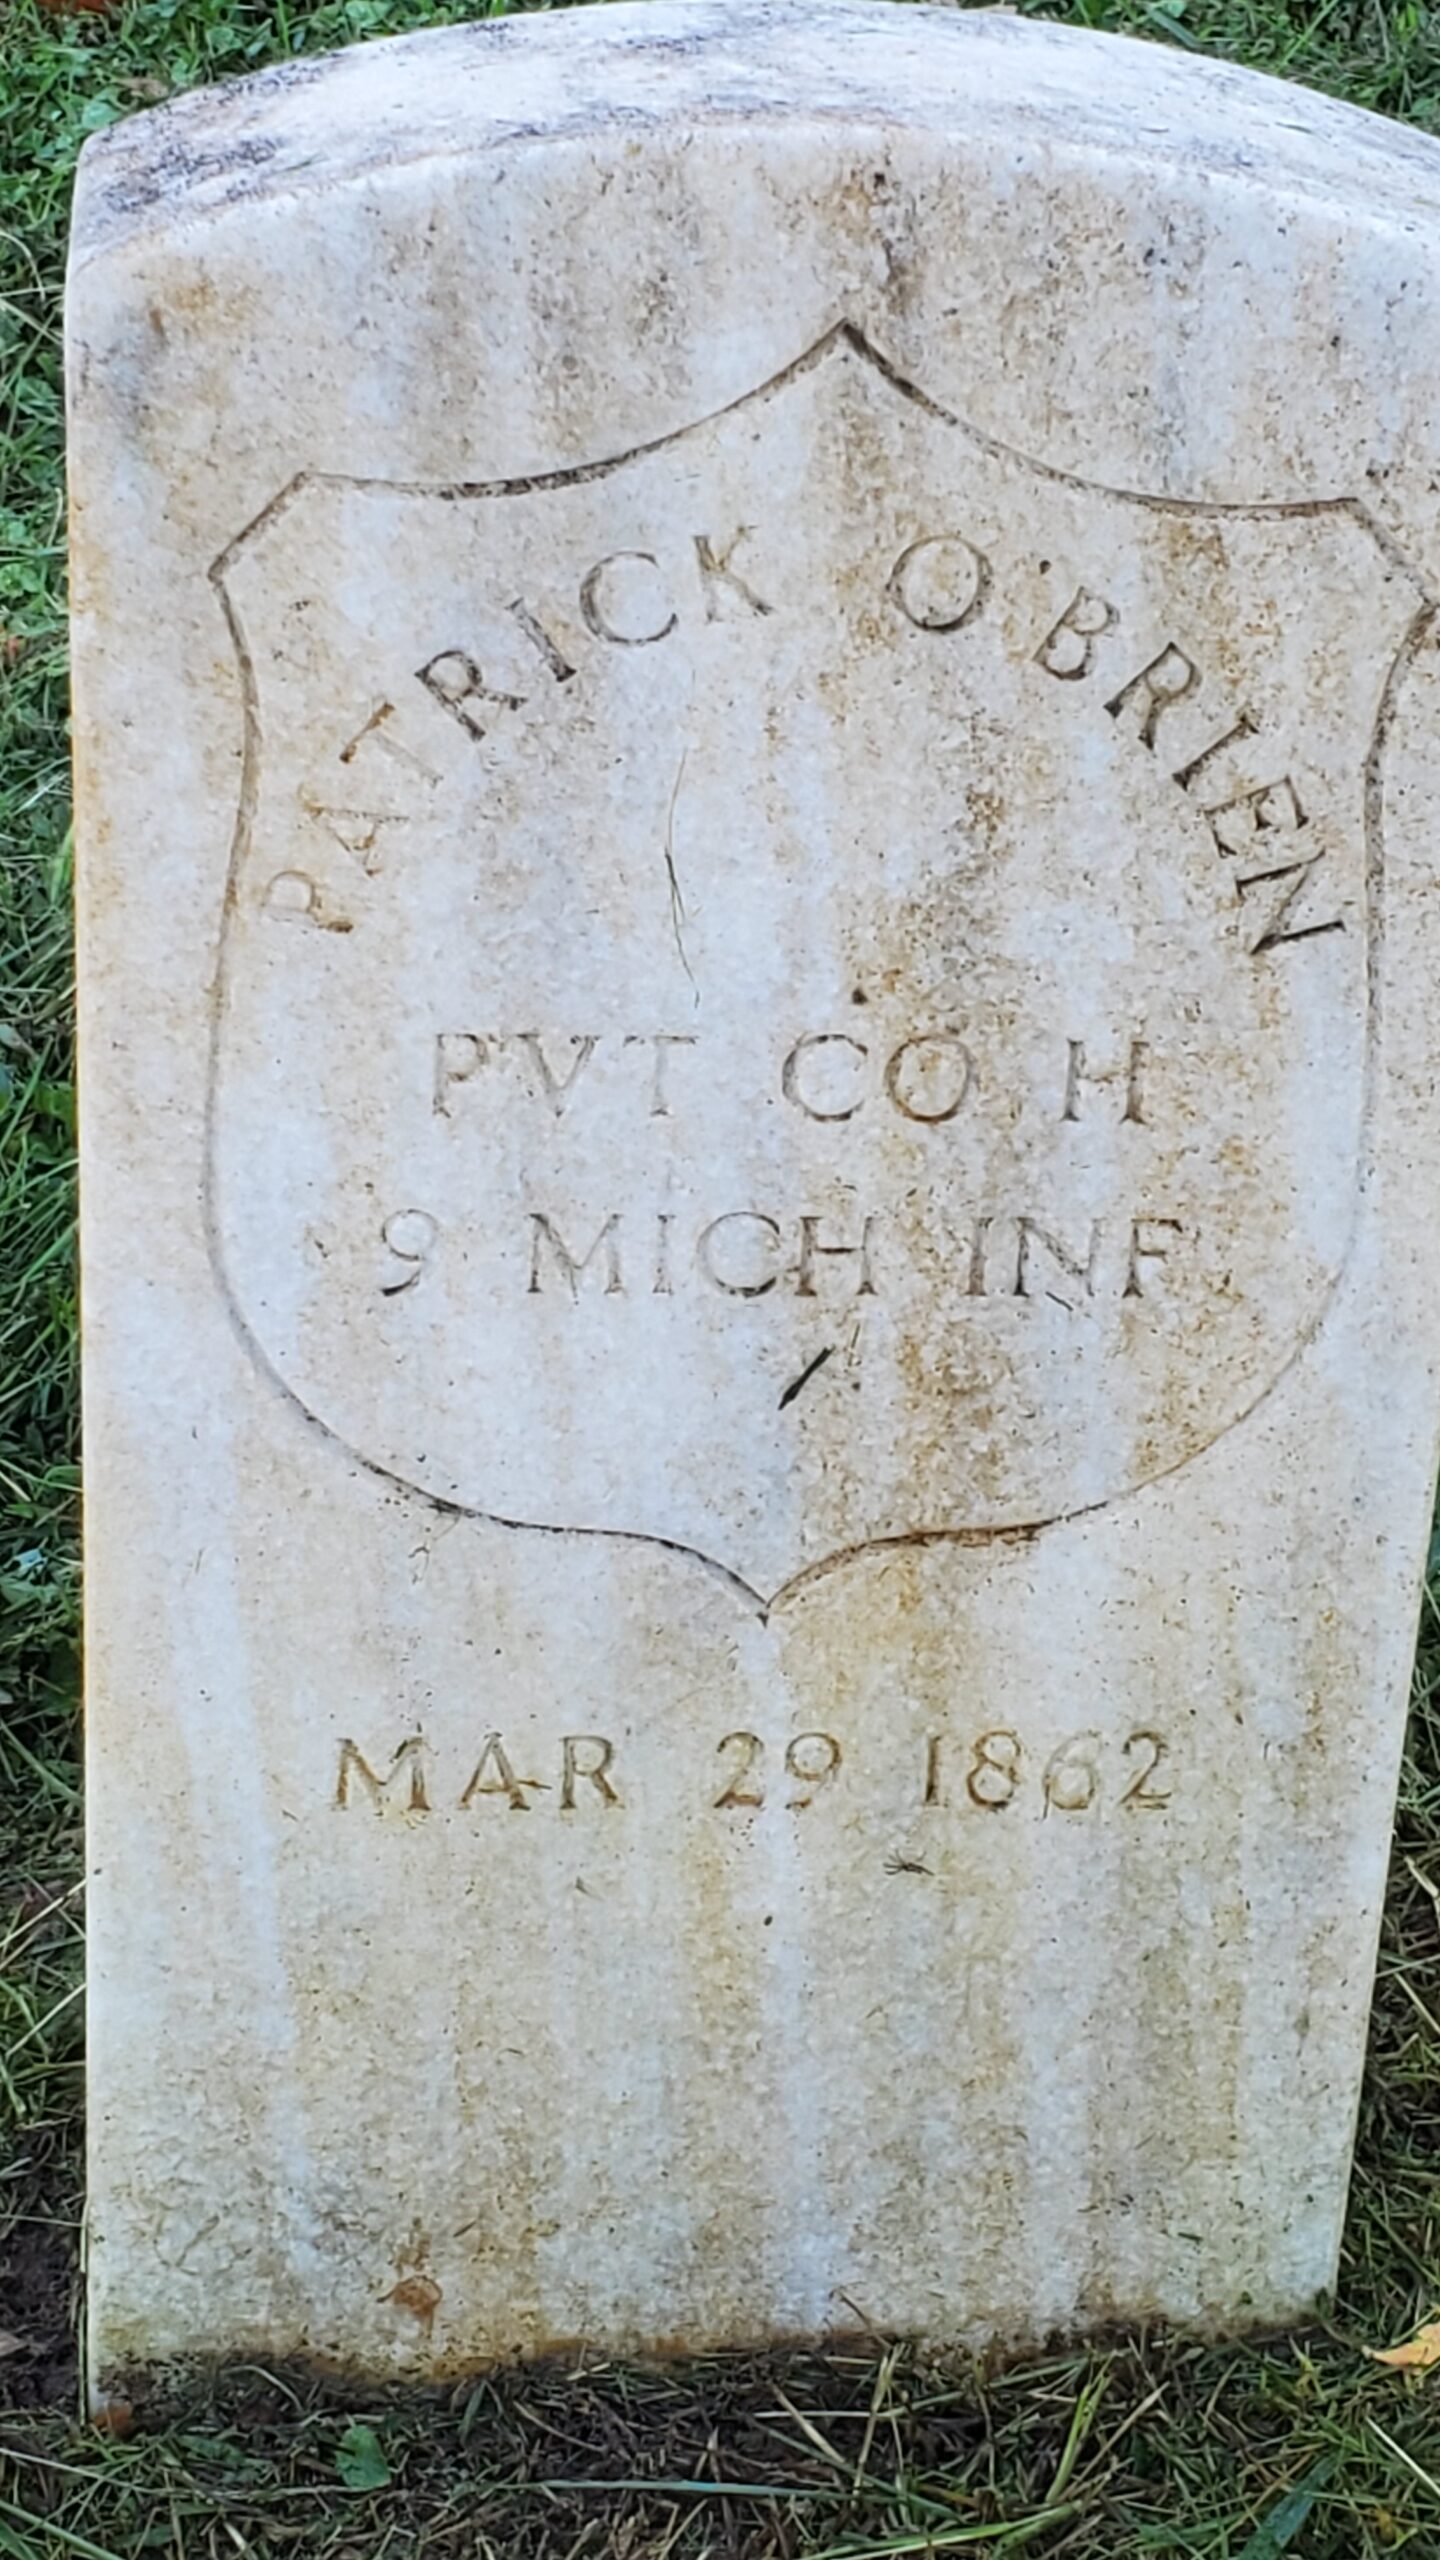 PATRICK O'BRIEN
PVT CO H
9 MICH INF
MAR 29 1862